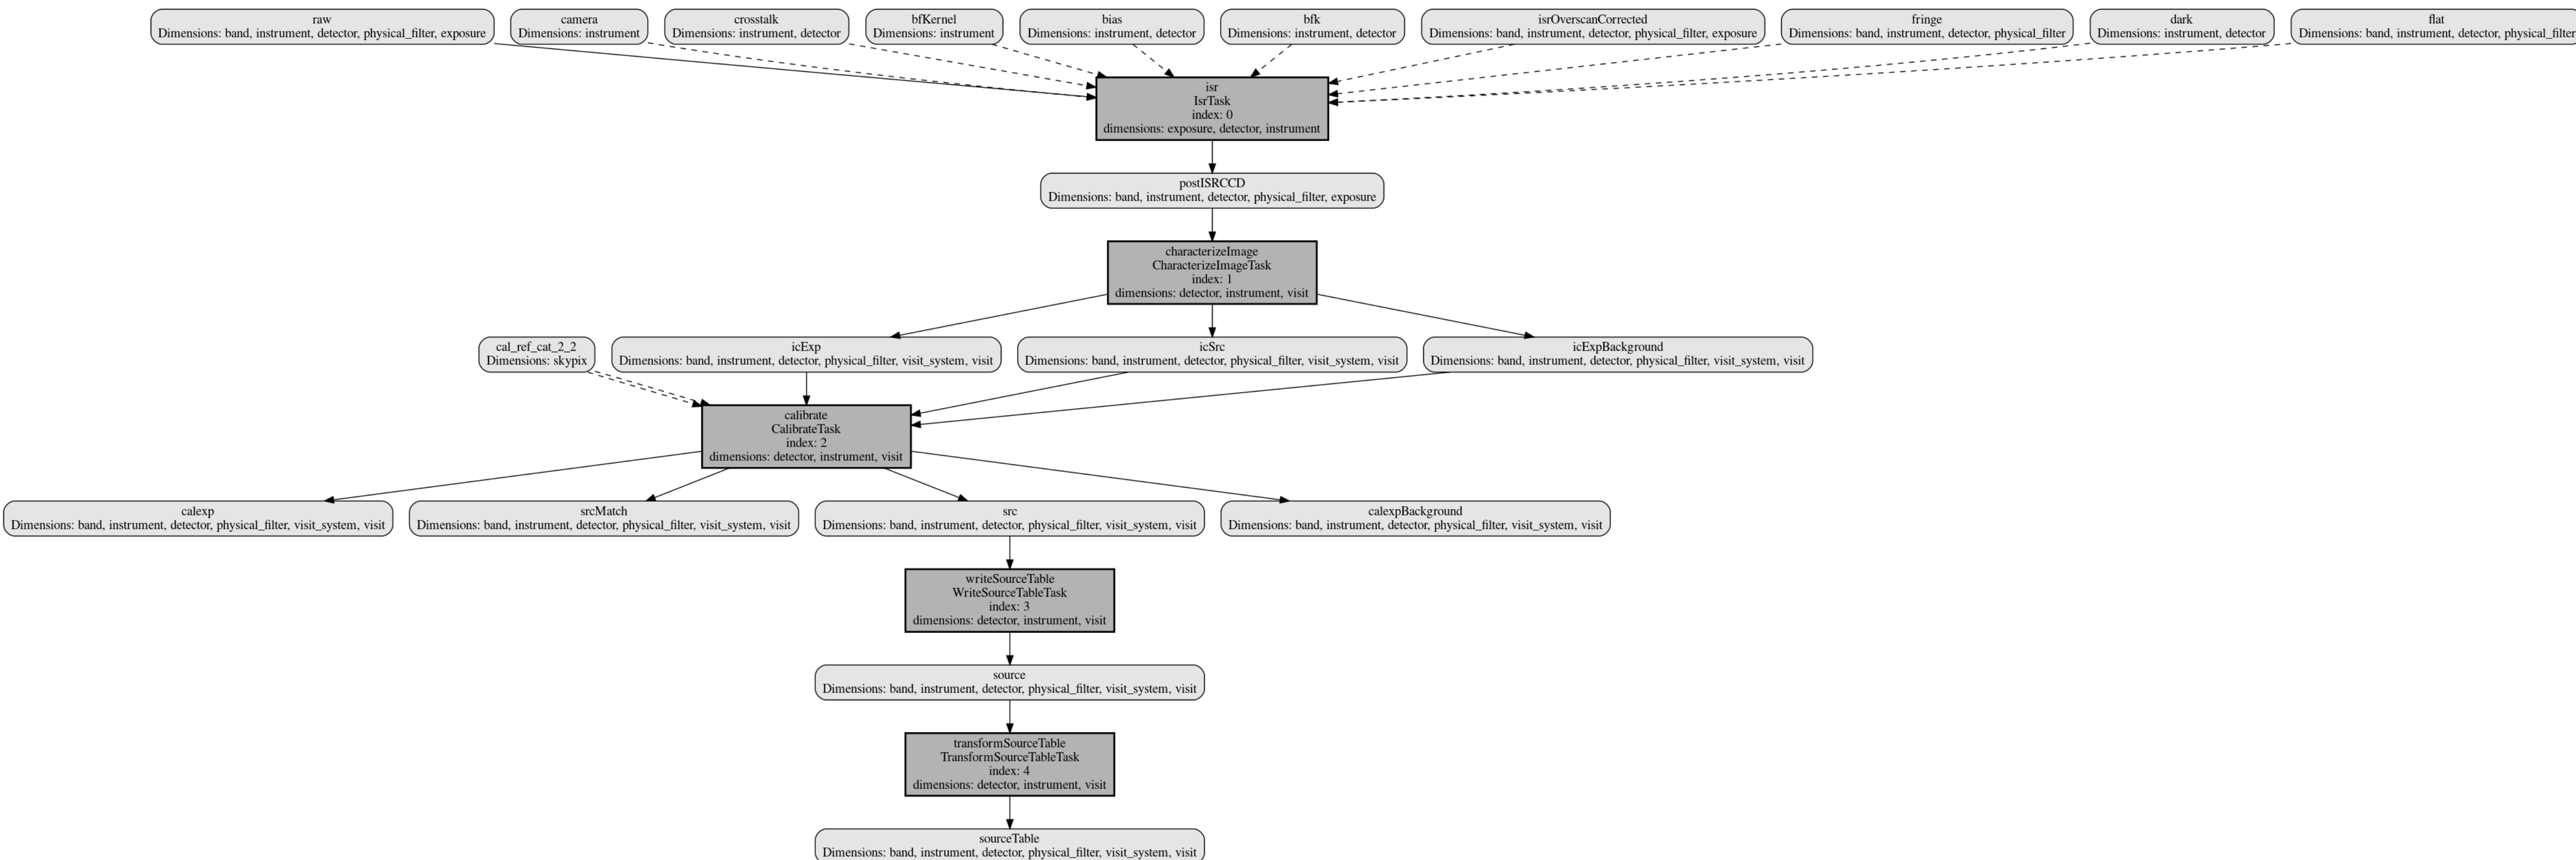 raw
Dimensions: band, instrument, detector, physical_filter, exposure
camera
Dimensions: instrument
crosstalk
Dimensions: instrument, detector
bfKernel
Dimensions: instrument
bias
Dimensions: instrument, detector
bfk
Dimensions: instrument, detector
isrOverscanCorrected
Dimensions: band, instrument, detector, physical_filter, exposure
fringe
Dimensions: band, instrument, detector, physical_filter
dark
Dimensions: instrument, detector
flat
Dimensions: band, instrument, detector, physical_filter
isr
IsrTask
index: 0
dimensions: exposure, detector, instrument
postISRCCD
Dimensions: band, instrument, detector, physical_filter, exposure
characterizeImage
CharacterizeImageTask
index: 1
dimensions: detector, instrument, visit
cal_ref_cat_2_2
Dimensions: skypix
icExp
Dimensions: band, instrument, detector, physical_filter, visit_system, visit
icSrc
Dimensions: band, instrument, detector, physical_filter, visit_system, visit
icExpBackground
Dimensions: band, instrument, detector, physical_filter, visit_system, visit
calibrate
CalibrateTask
index: 2
dimensions: detector, instrument, visit
calexp
Dimensions: band, instrument, detector, physical_filter, visit_system, visit
srcMatch
Dimensions: band, instrument, detector, physical_filter, visit_system, visit
src
Dimensions: band, instrument, detector, physical_filter, visit_system, visit
calexpBackground
Dimensions: band, instrument, detector, physical_filter, visit_system, visit
writeSourceTable
WriteSourceTableTask
index: 3
dimensions: detector, instrument, visit
source
Dimensions: band, instrument, detector, physical_filter, visit_system, visit
transformSourceTable
TransformSourceTableTask
index: 4
dimensions: detector, instrument, visit
sourceTable
Dimensions: band, instrument, detector, physical_filter, visit_system, visit